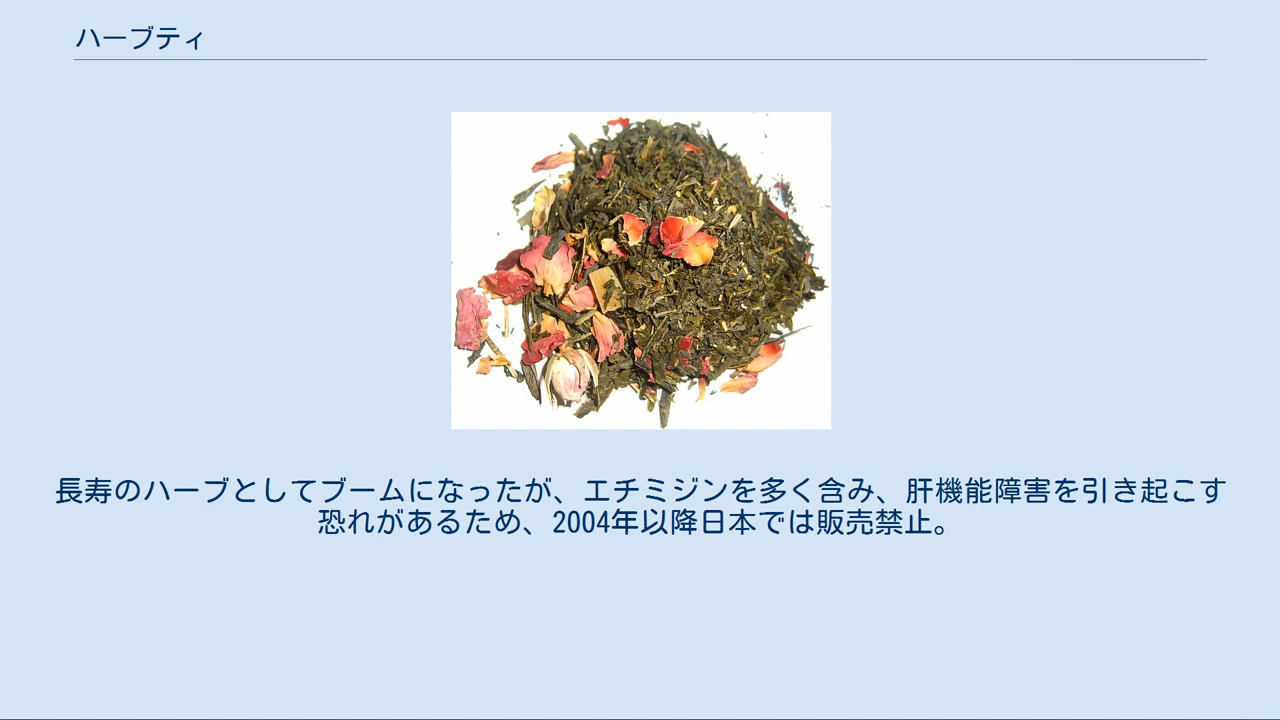 ハーブティ
長寿のハーブとしてブームになったが、エチミジンを多く含み、肝機能障害を引き起こす
恐れがあるため、2004年以降日本では販売禁止。